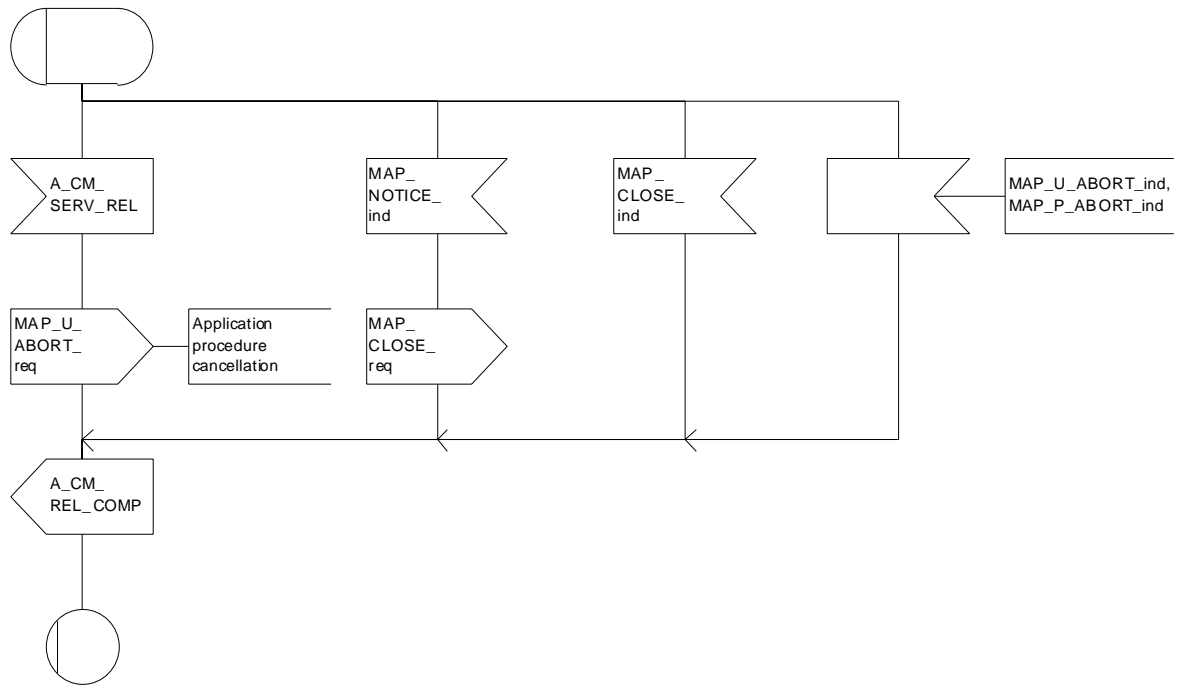 A_CM_
SERV_REL
MAP_
NOTICE_
ind
MAP_
CLOSE_
ind
MAP_U_ABORT_ind,
MAP_P_ABORT_ind
MAP_U_
ABORT_
req
Application
procedure
cancellation
MAP_
CLOSE_
req
A_CM_
REL_COMP